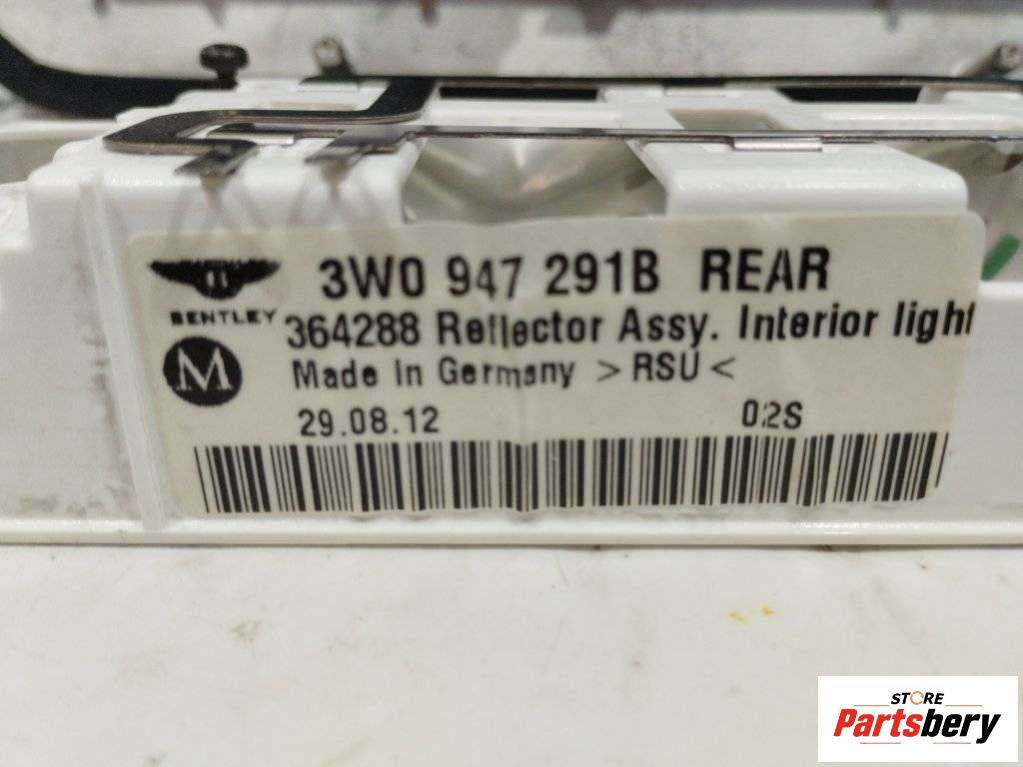 3W0 947 291B REAR
BENTLEY
364288 Reflector Assy. Interior light
M
Made in Germany >RSU<
29.08.12 02S
STORE
Partsbery